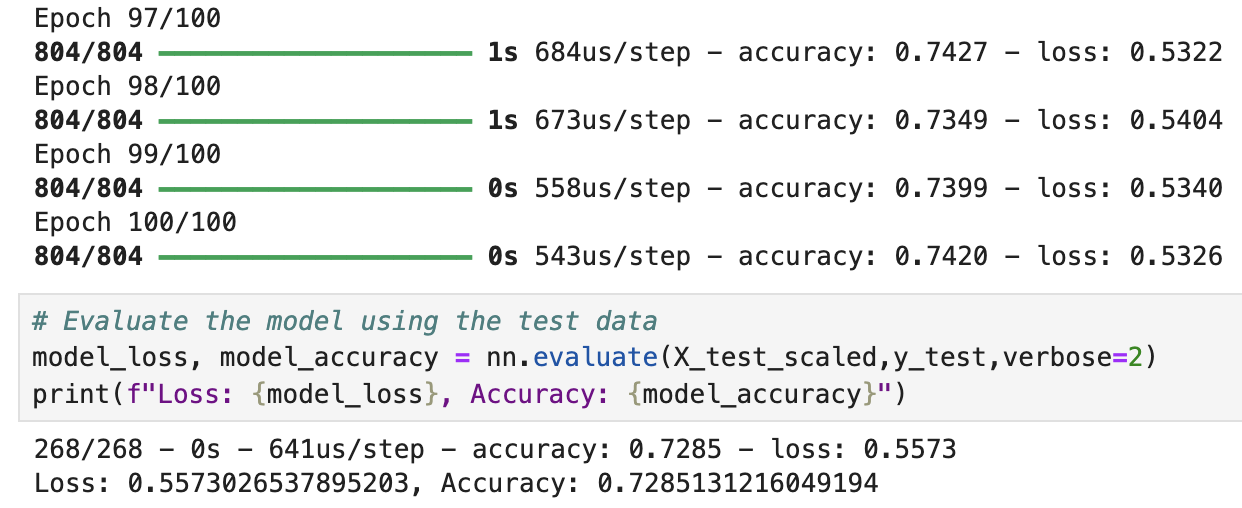 Epoch 97/100
804/804 1s 684us/step – accuracy: 0.7427 – loss: 0.5322
Epoch 98/100
804/804 1s 673us/step – accuracy: 0.7349 – loss: 0.5404
Epoch 99/100
804/804 0s 558us/step – accuracy: 0.7399 – loss: 0.5340
Epoch 100/100
804/804 0s 543us/step – accuracy: 0.7420 – loss: 0.5326
# Evaluate the model using the test data
model_loss, model_accuracy = nn.evaluate(X_test_scaled,y_test,verbose=2)
print(f"Loss: {model_loss}, Accuracy: {model_accuracy}")
268/268 – 0s – 641us/step – accuracy: 0.7285 – loss: 0.5573
Loss: 0.5573026537895203, Accuracy: 0.7285131216049194